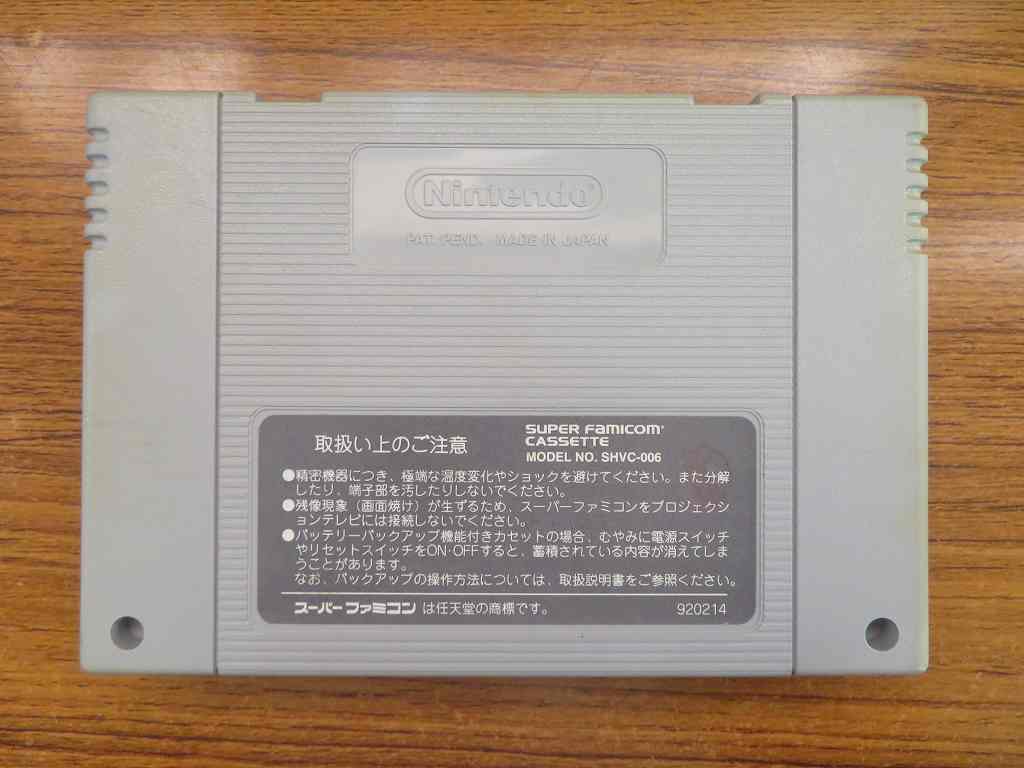 Nintendo®
PAT. PEND. MADE IN JAPAN
取扱い上のご注意
SUPER FAMICOM®
CASSETTE
MODEL NO. SHVC-006
●精密機器につき、極端な温度変化やショックを避けてください。また分解
したり、端子部を汚したりしないでください。
●残像現象（画面焼け）が生ずるため、スーパーファミコンをプロジェクシ
ョンテレビには接続しないでください。
●バッテリーバックアップ機能付きカセットの場合、むやみに電源スイッチ
やリセットスイッチをON·OFFすると、蓄積されている内容が消えてしま
うことがあります。
なお、バックアップの操作方法については、取扱説明書をご参照ください。
スーパーファミコン は任天堂の商標です。
920214